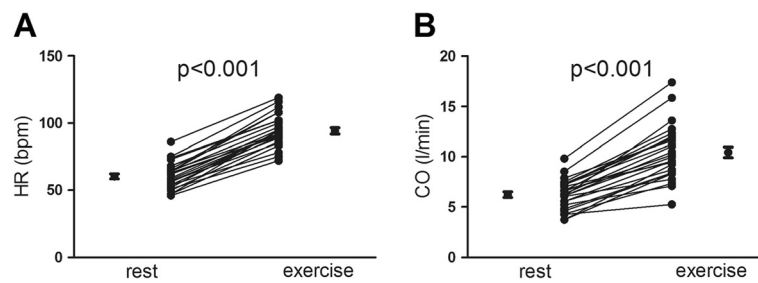 A
B
150
100
50
0
HR (bpm)
p<0.001
rest
exercise
20
15
10
5
0
CO (l/min)
p<0.001
rest
exercise